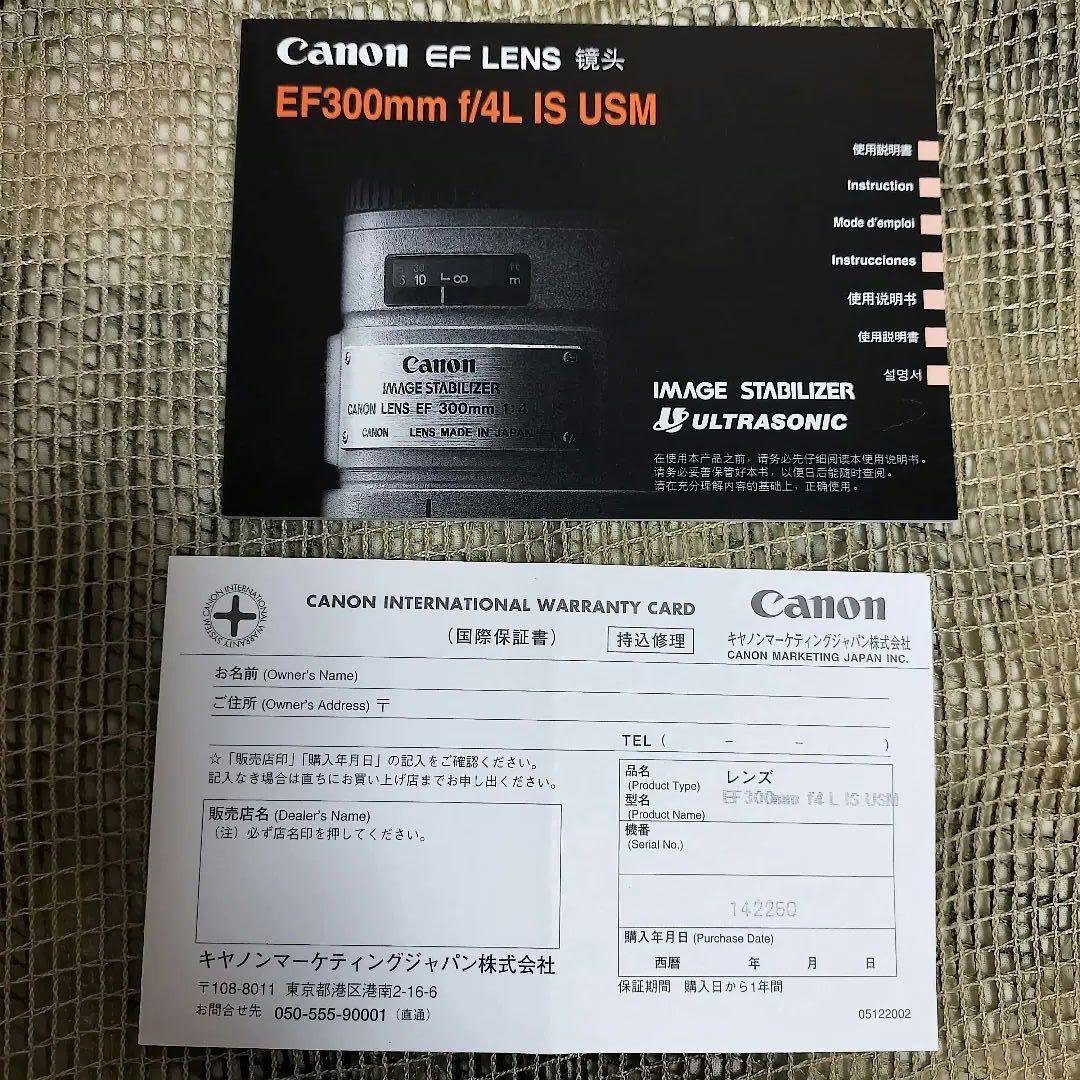 Canon EF LENS 镜头
EF300mm f/4L IS USM
使用説明書
Instruction
Mode d'emploi
Instrucciones
使用说明书
使用說明書
설명서
30 ft
5 10 ∞ m
MACRO
Canon
IMAGE STABILIZER
CANON LENS EF 300mm 1:4
CANON LENS MADE IN JAPAN
IMAGE STABILIZER
ULTRASONIC
在使用本产品之前，请务必先仔细阅读本使用说明书。
请务必妥善保管好本书，以便日后能随时查阅。
请在充分理解内容的基础上，正确使用。
CANON INTERNATIONAL WARRANTY SYSTEM
CANON INTERNATIONAL WARRANTY CARD
（国際保証書）
持込修理
Canon
キヤノンマーケティングジャパン株式会社
CANON MARKETING JAPAN INC.
お名前 (Owner's Name)
ご住所 (Owner's Address) 〒
TEL ( － － )
☆「販売店印」「購入年月日」の記入をご確認ください。
記入なき場合は直ちにお買い上げ店までお申し出ください。
販売店名 (Dealer's Name)
（注）必ず店名印を押してください。
品名
(Product Type)
レンズ
型名
(Product Name)
EF300mm f4 L IS USM
機番
(Serial No.)
142260
購入年月日 (Purchase Date)
西暦 年 月 日
保証期間 購入日から1年間
キヤノンマーケティングジャパン株式会社
〒108-8011 東京都港区港南2-16-6
お問合せ先 050-555-90001（直通）
05122002